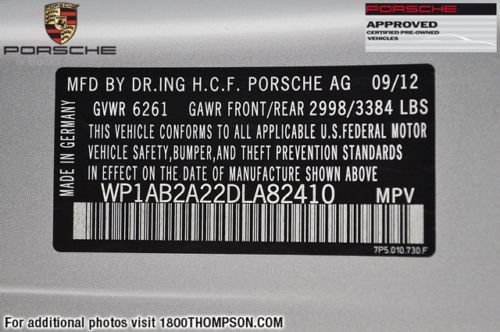 PORSCHE
PORSCHE
APPROVED
CERTIFIED PRE-OWNED
VEHICLES
MFD BY DR.ING H.C.F. PORSCHE AG 09/12
GVWR 6261 GAWR FRONT/REAR 2998/3384 LBS
THIS VEHICLE CONFORMS TO ALL APPLICABLE U.S.FEDERAL MOTOR
VEHICLE SAFETY,BUMPER,AND THEFT PREVENTION STANDARDS
IN EFFECT ON THE DATE OF MANUFACTURE SHOWN ABOVE
WP1AB2A22DLA82410 MPV
MADE IN GERMANY
7P5.010.730.F
For additional photos visit 1800THOMPSON.com